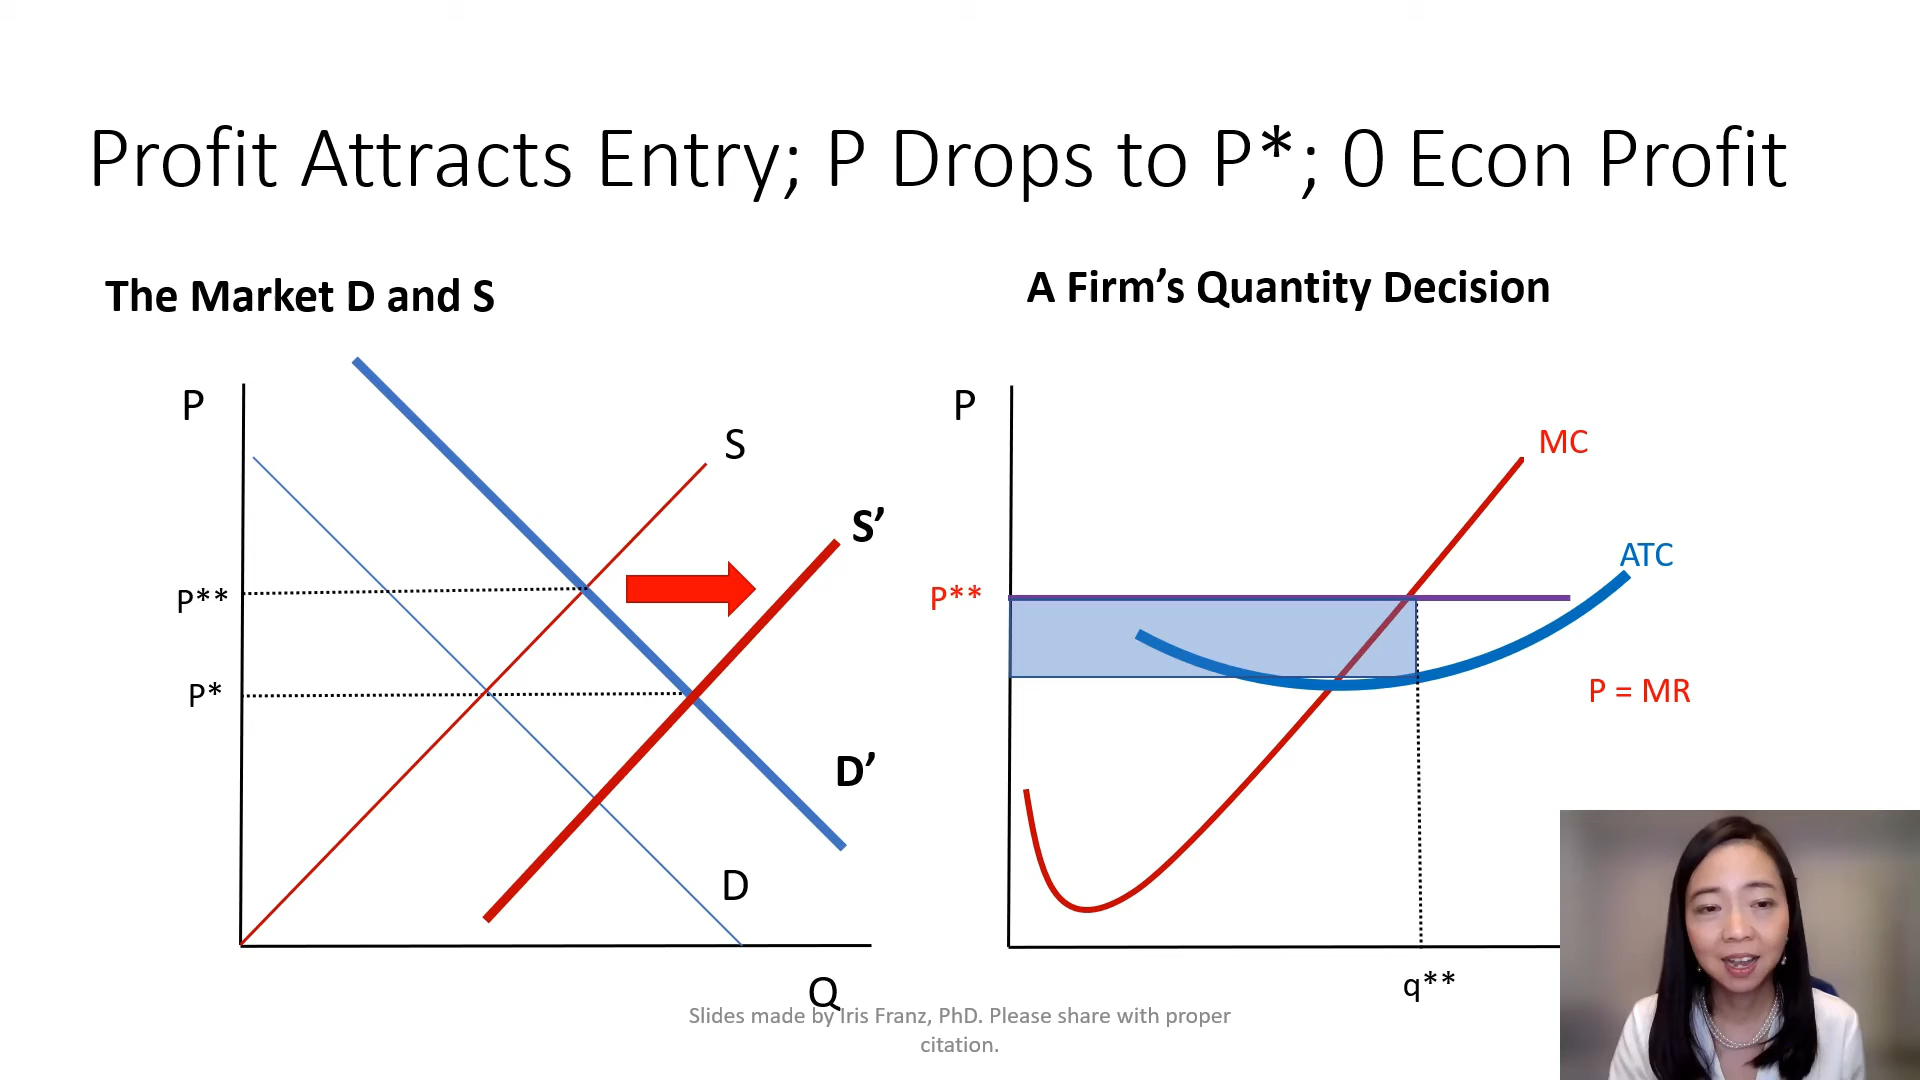 Profit Attracts Entry; P Drops to P*; 0 Econ Profit
The Market D and S
P
S
S’
P**
P*
D’
D
Q
A Firm’s Quantity Decision
P
MC
ATC
P**
P = MR
q**
Slides made by Iris Franz, PhD. Please share with proper
citation.